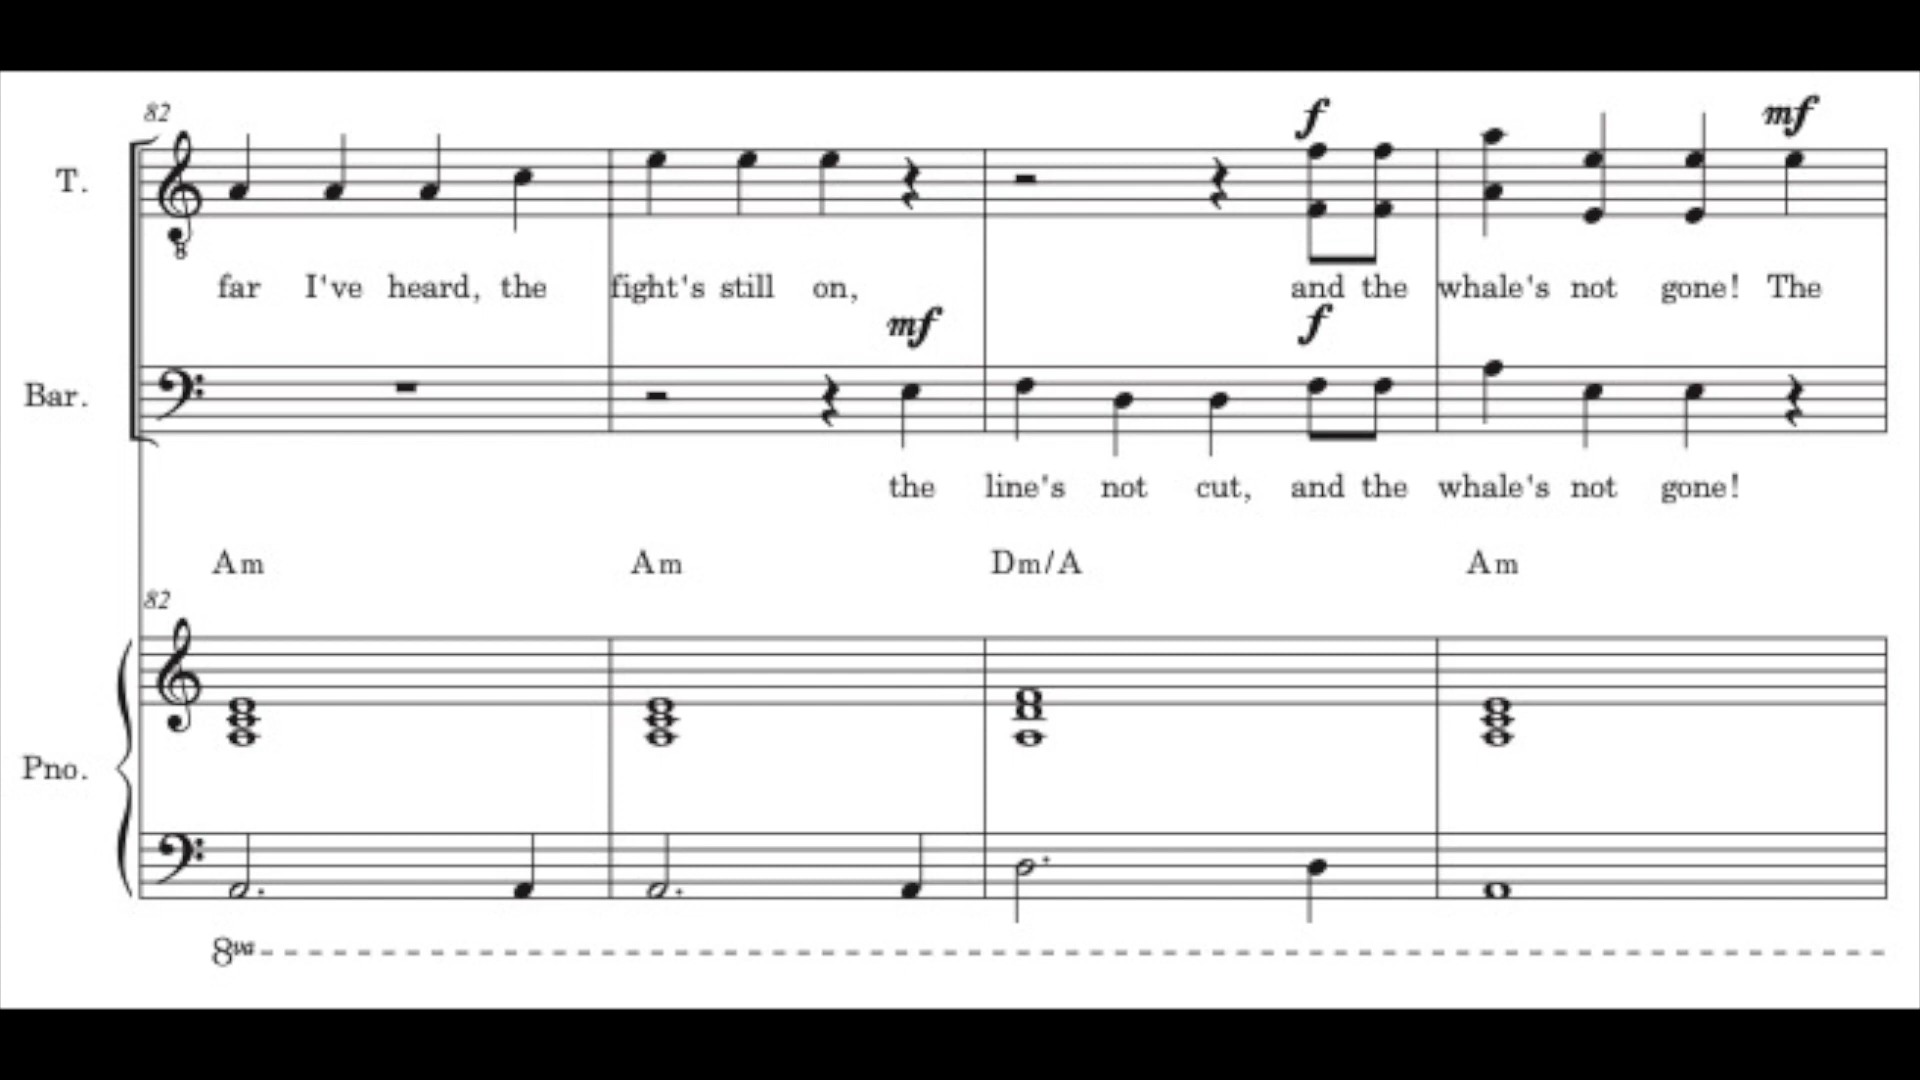 82
f mf
T.
8
far I've heard, the fight's still on, and the whale's not gone! The
mf f
Bar.
the line's not cut, and the whale's not gone!
Am Am Dm/A Am
82
Pno.
8va